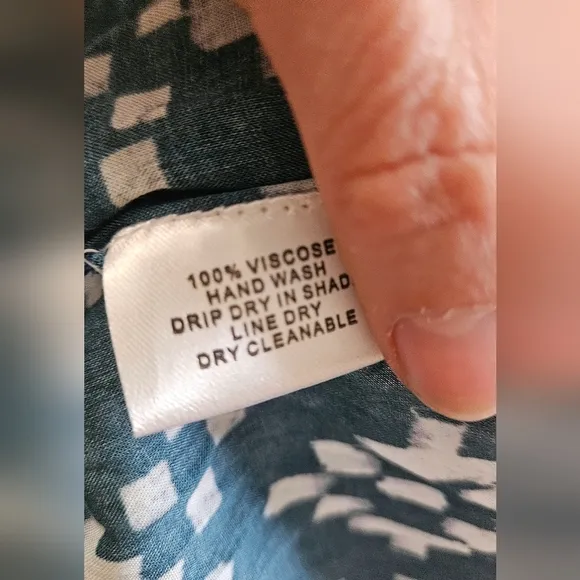 100% VISCOSE
HAND WASH
DRIP DRY IN SHAD
LINE DRY
DRY CLEANABLE